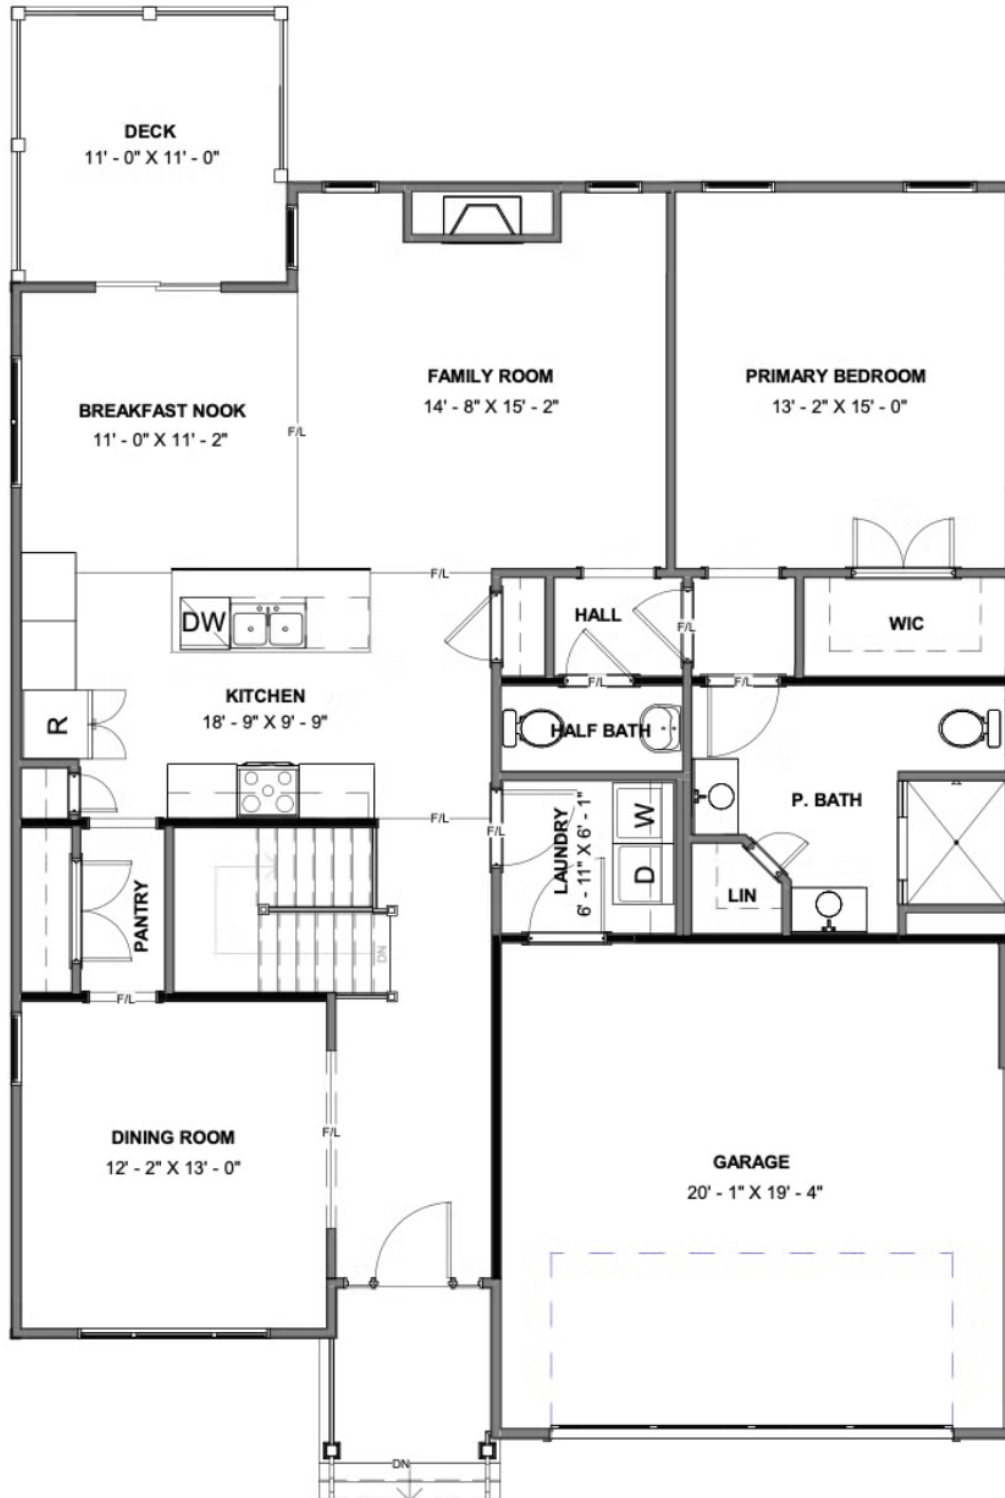 DECK
11' - 0" X 11' - 0"
FAMILY ROOM
14' - 8" X 15' - 2"
PRIMARY BEDROOM
13' - 2" X 15' - 0"
BREAKFAST NOOK
11' - 0" X 11' - 2"
F/L
F/L
DW
HALL
F/L
WIC
F/L
F/L
KITCHEN
18' - 9" X 9' - 9"
R
HALF BATH
P. BATH
LAUNDRY
6' - 11" X 6' - 1"
W
D
F/L
F/L
LIN
PANTRY
DN
F/L
DINING ROOM
12' - 2" X 13' - 0"
F/L
GARAGE
20' - 1" X 19' - 4"
DN